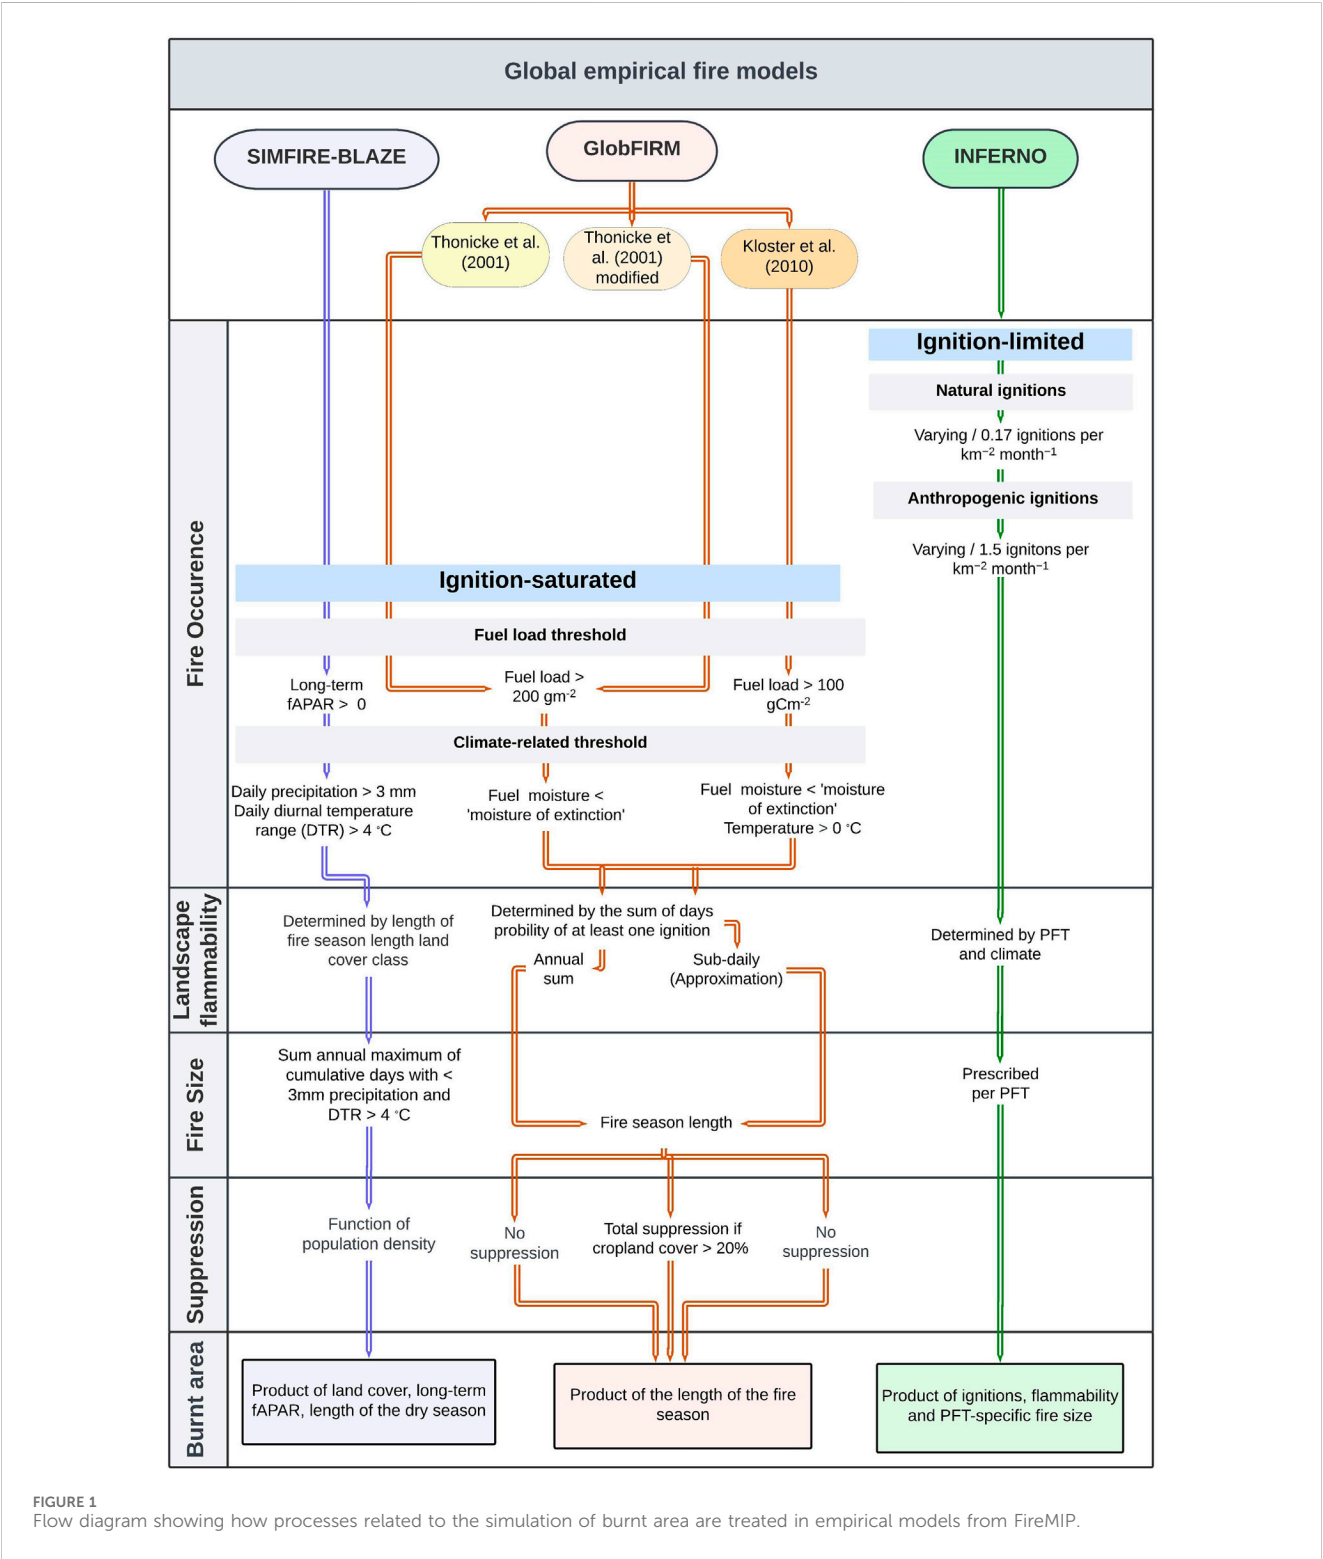 Global empirical fire models
SIMFIRE-BLAZE
GlobFIRM
INFERNO
Thonicke et al.
(2001)
Thonicke et
al. (2001)
modified
Kloster et al.
(2010)
Fire Occurence
Ignition-limited
Natural ignitions
Varying / 0.17 ignitions per
km⁻² month⁻¹
Anthropogenic ignitions
Varying / 1.5 ignitons per
km⁻² month⁻¹
Ignition-saturated
Fuel load threshold
Long-term
fAPAR > 0
Fuel load >
200 gm⁻²
Fuel load > 100
gCm⁻²
Climate-related threshold
Daily precipitation > 3 mm
Daily diurnal temperature
range (DTR) > 4 °C
Fuel moisture <
'moisture of extinction'
Fuel moisture < 'moisture
of extinction'
Temperature > 0 °C
Landscape
flammability
Determined by length of
fire season length land
cover class
Determined by the sum of days
probility of at least one ignition
Annual
sum
Sub-daily
(Approximation)
Determined by PFT
and climate
Fire Size
Sum annual maximum of
cumulative days with <
3mm precipitation and
DTR > 4 °C
Fire season length
Prescribed
per PFT
Suppression
Function of
population density
No
suppression
Total suppression if
cropland cover > 20%
No
suppression
Burnt area
Product of land cover, long-term
fAPAR, length of the dry season
Product of the length of the fire
season
Product of ignitions, flammability
and PFT-specific fire size
FIGURE 1
Flow diagram showing how processes related to the simulation of burnt area are treated in empirical models from FireMIP.